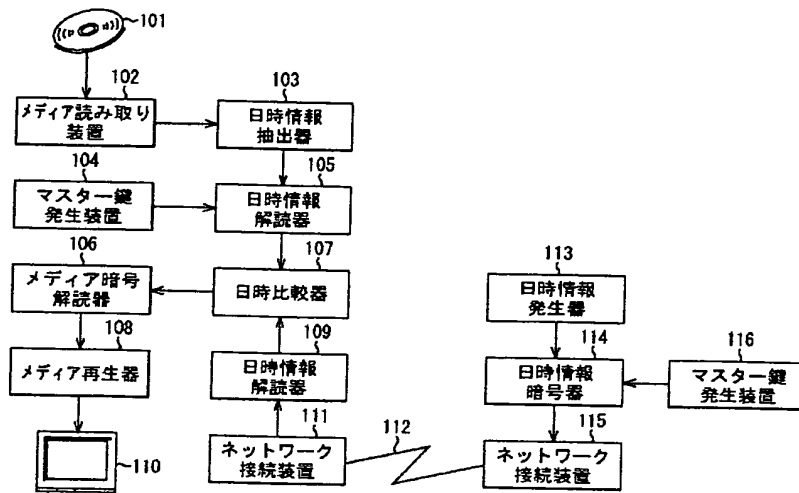 101
102
メディア読み取り
装置
103
日時情報
抽出器
104
マスター鍵
発生装置
105
日時情報
解読器
106
メディア暗号
解読器
107
日時比較器
108
メディア再生器
109
日時情報
解読器
110
111
ネットワーク
接続装置
112
113
日時情報
発生器
114
日時情報
暗号器
115
ネットワーク
接続装置
116
マスター鍵
発生装置